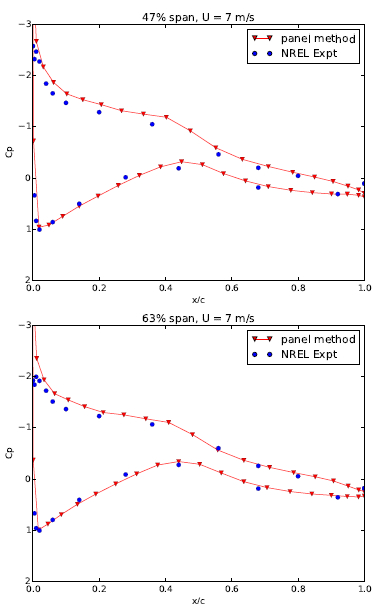 47% span, U = 7 m/s
−3
−2
−1
0
1
2
Cp
panel method
NREL Expt
0.0 0.2 0.4 0.6 0.8 1.0
x/c
63% span, U = 7 m/s
−3
−2
−1
0
1
2
Cp
panel method
NREL Expt
0.0 0.2 0.4 0.6 0.8 1.0
x/c